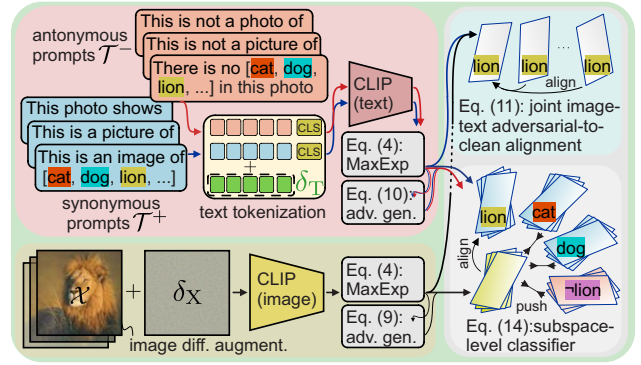 antonymous
prompts 𝒯⁻
This is not a photo of
This is not a picture of
There is no [cat, dog,
lion, ...] in this photo
This photo shows
This is a picture of
This is an image of
[cat, dog, lion, ...]
synonymous
prompts 𝒯⁺
CLS
CLS
+
δ_T
text tokenization
CLIP
(text)
Eq. (4):
MaxExp
Eq. (10):
adv. gen.
𝒳
+
δ_X
image diff. augment.
CLIP
(image)
Eq. (4):
MaxExp
Eq. (9):
adv. gen.
lion
lion
...
lion
align
Eq. (11): joint image-
text adversarial-to-
clean alignment
lion
cat
dog
¬lion
align
push
Eq. (14):subspace-
level classifier